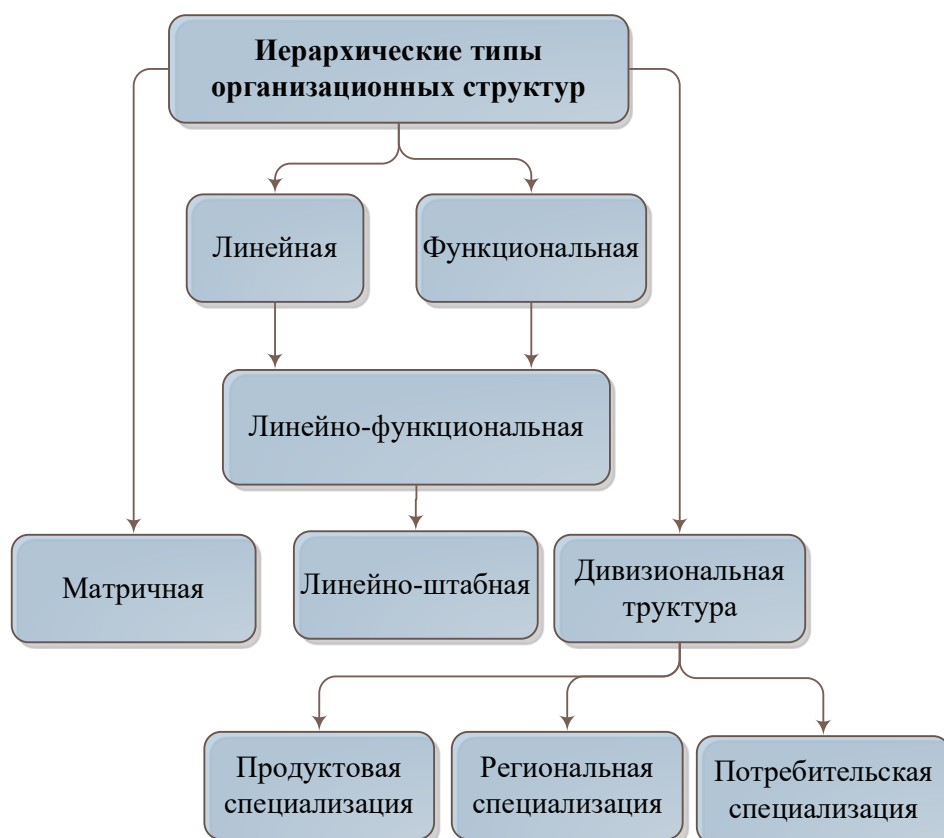 Иерархические типы
организационных структур
Линейная
Функциональная
Линейно-функциональная
Матричная
Линейно-штабная
Дивизиональная
труктура
Продуктовая
специализация
Региональная
специализация
Потребительская
специализация